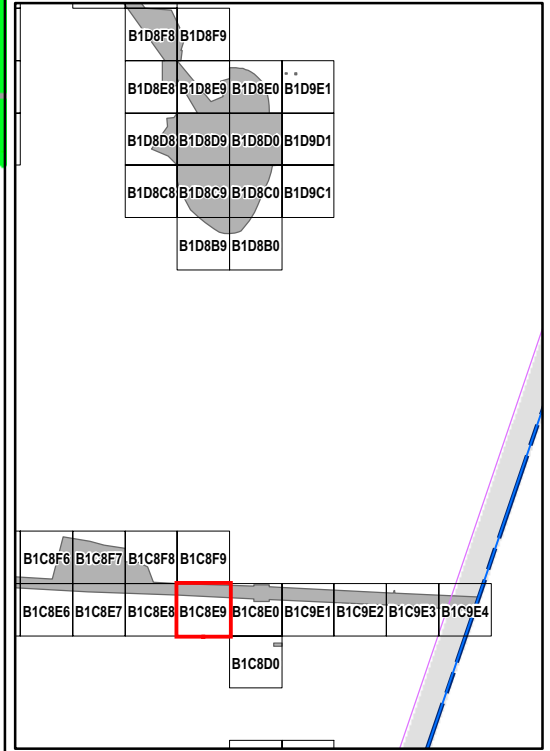 B1D8F8 B1D8F9
B1D8E8 B1D8E9 B1D8E0 B1D9E1
B1D8D8 B1D8D9 B1D8D0 B1D9D1
B1D8C8 B1D8C9 B1D8C0 B1D9C1
B1D8B9 B1D8B0
B1C8F6 B1C8F7 B1C8F8 B1C8F9
B1C8E6 B1C8E7 B1C8E8 B1C8E9 B1C8E0 B1C9E1 B1C9E2 B1C9E3 B1C9E4
B1C8D0